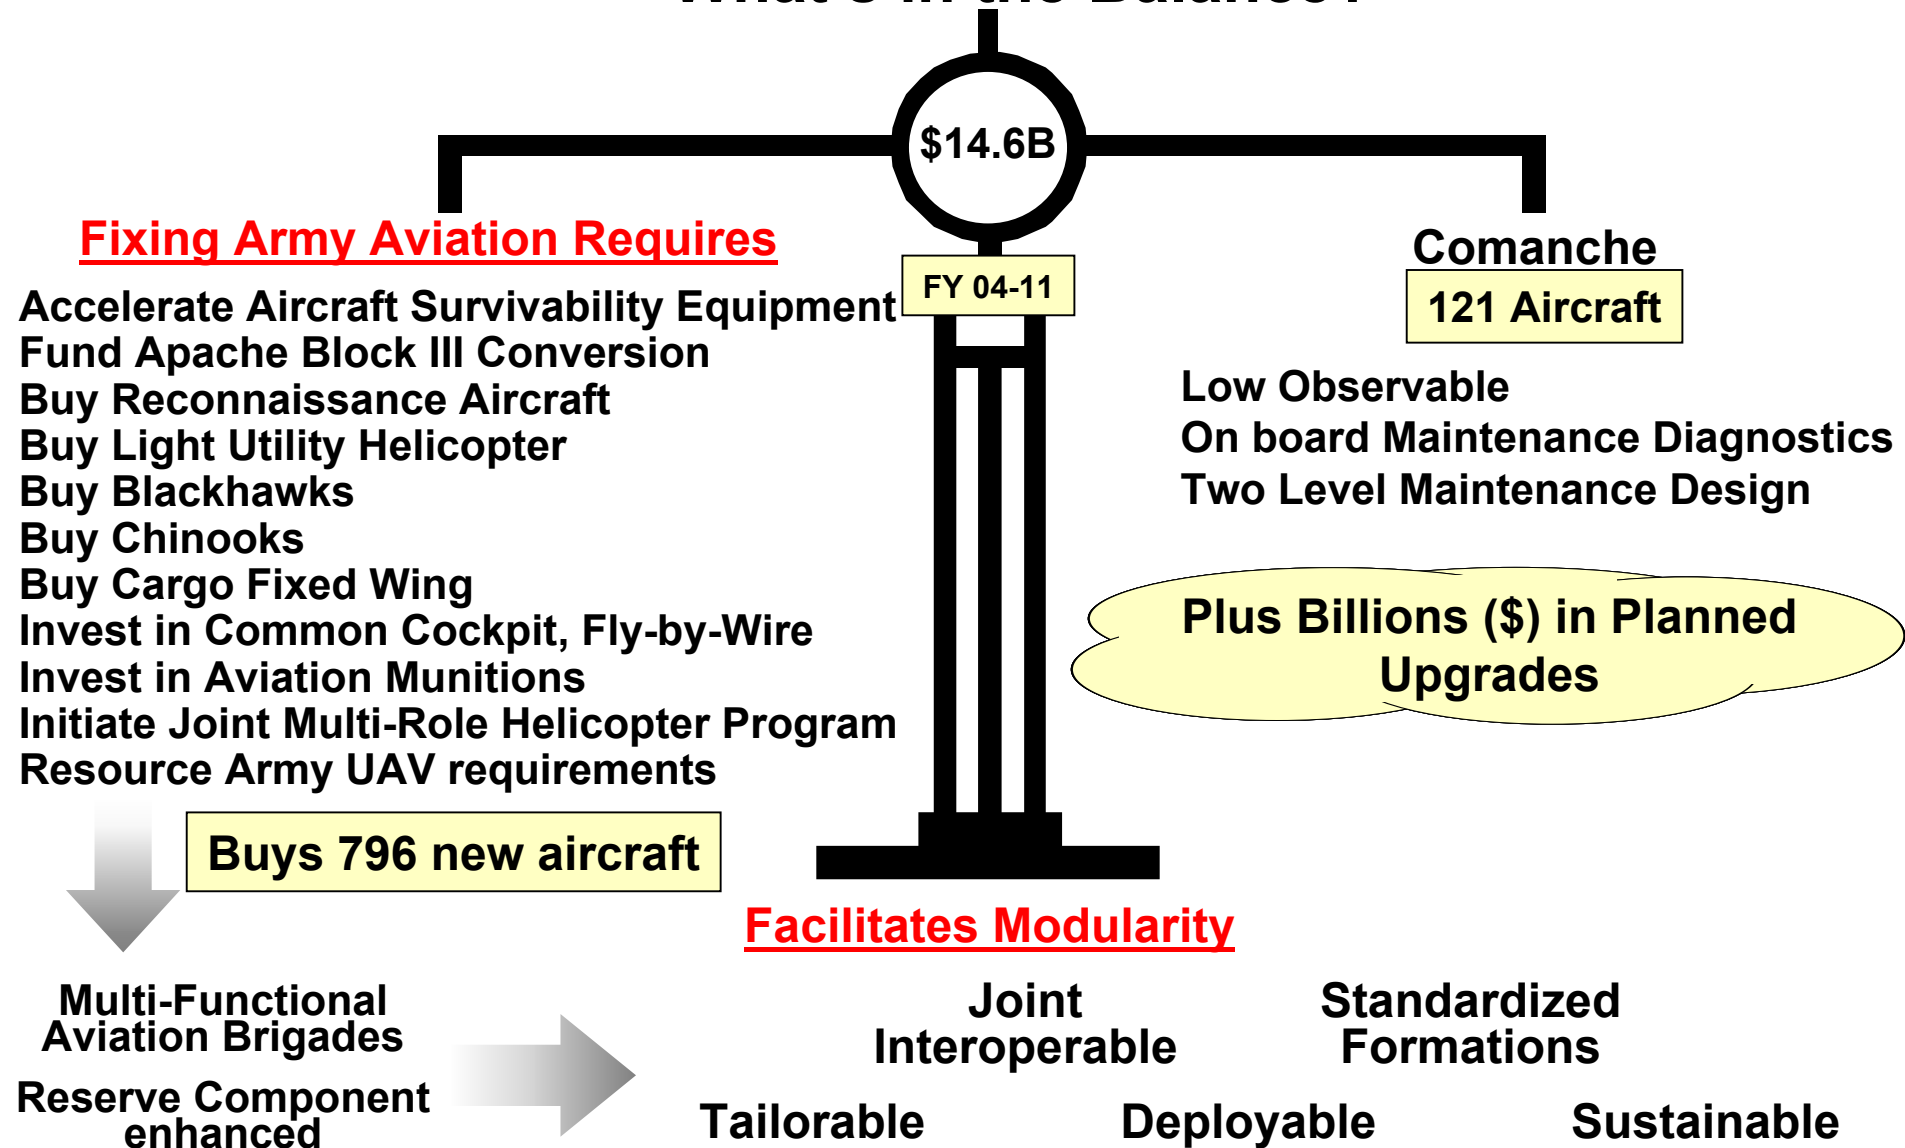 What's in the Balance?
$14.6B
Fixing Army Aviation Requires
Accelerate Aircraft Survivability Equipment
Fund Apache Block III Conversion
Buy Reconnaissance Aircraft
Buy Light Utility Helicopter
Buy Blackhawks
Buy Chinooks
Buy Cargo Fixed Wing
Invest in Common Cockpit, Fly-by-Wire
Invest in Aviation Munitions
Initiate Joint Multi-Role Helicopter Program
Resource Army UAV requirements
Buys 796 new aircraft
FY 04-11
Comanche
121 Aircraft
Low Observable
On board Maintenance Diagnostics
Two Level Maintenance Design
Plus Billions ($) in Planned
Upgrades
Facilitates Modularity
Multi-Functional
Aviation Brigades
Reserve Component
enhanced
Joint
Interoperable
Standardized
Formations
Tailorable
Deployable
Sustainable